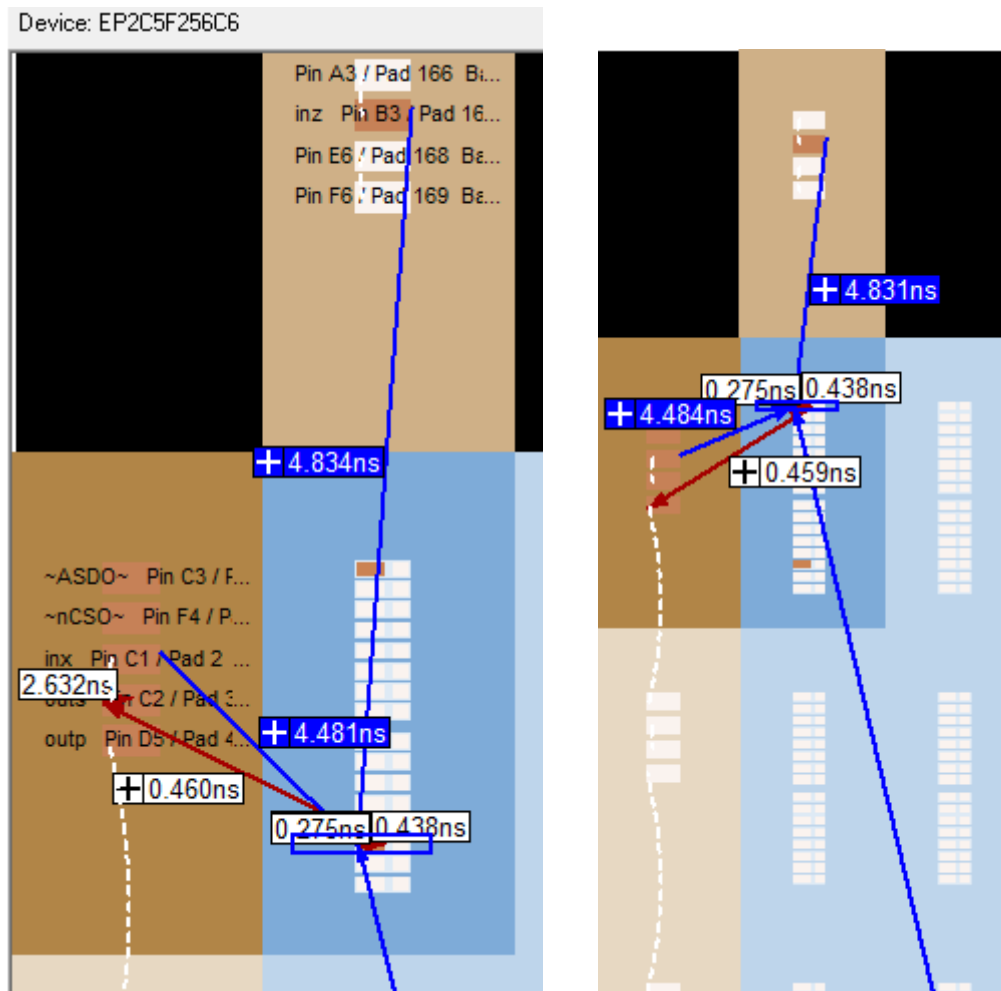 Device: EP2C5F256C6
Pin A3 / Pad 166 Ba...
inz Pin B3 / Pad 16...
Pin E6 / Pad 168 Ba...
Pin F6 / Pad 169 Ba...
+ 4.834ns
~ASDO~ Pin C3 / P...
~nCSO~ Pin F4 / P...
inx Pin C1 / Pad 2 ...
2.632ns
outs Pin C2 / Pad 3...
outp Pin D5 / Pad 4...
+ 4.481ns
+ 0.460ns
0.275ns 0.438ns
+ 4.831ns
0.275ns 0.438ns
+ 4.484ns
+ 0.459ns